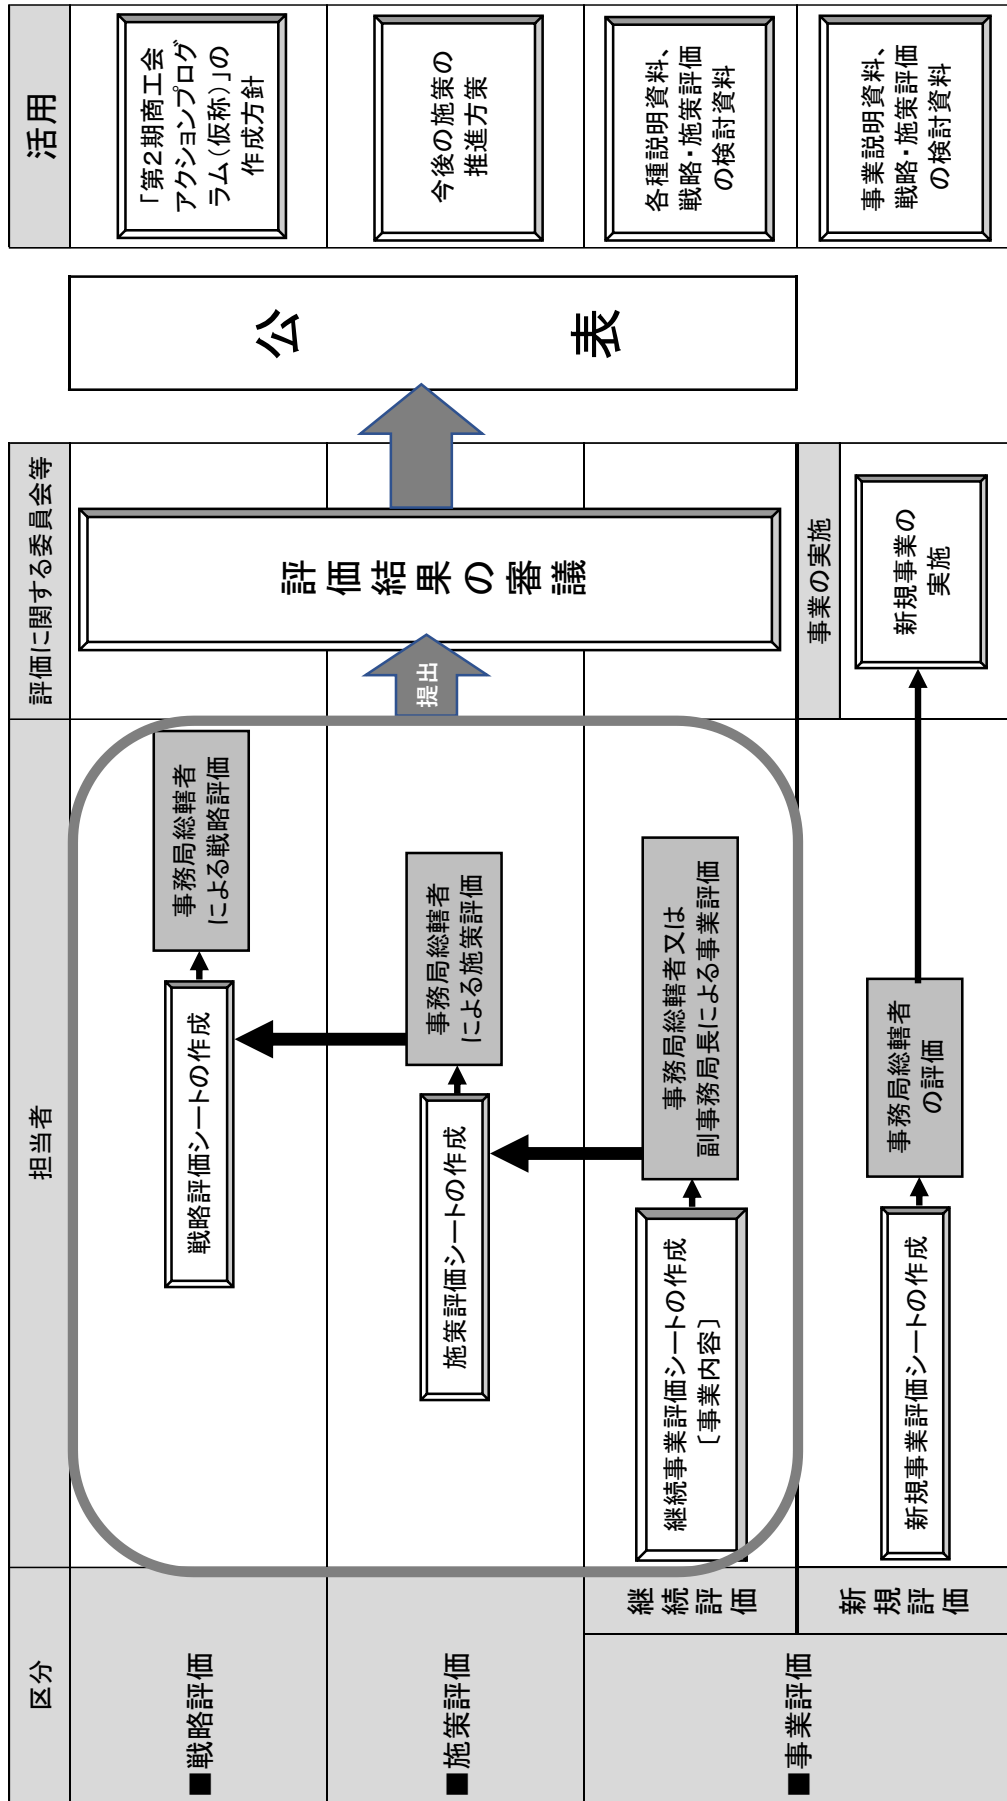 区分
担当者
評価に関する委員会等
活用
■戦略評価
戦略評価シートの作成
事務局総轄者
による戦略評価
「第2期商工会
アクションプログ
ラム(仮称)」の
作成方針
■施策評価
施策評価シートの作成
事務局総轄者
による施策評価
提出
評価結果の審議
公表
今後の施策の
推進方策
■事業評価
継続
評価
継続事業評価シートの作成
［事業内容］
事務局総轄者又は
副事務局長による事業評価
各種説明資料、
戦略・施策評価
の検討資料
新規
評価
新規事業評価シートの作成
事務局総轄者
の評価
事業の実施
新規事業の
実施
事業説明資料、
戦略・施策評価
の検討資料